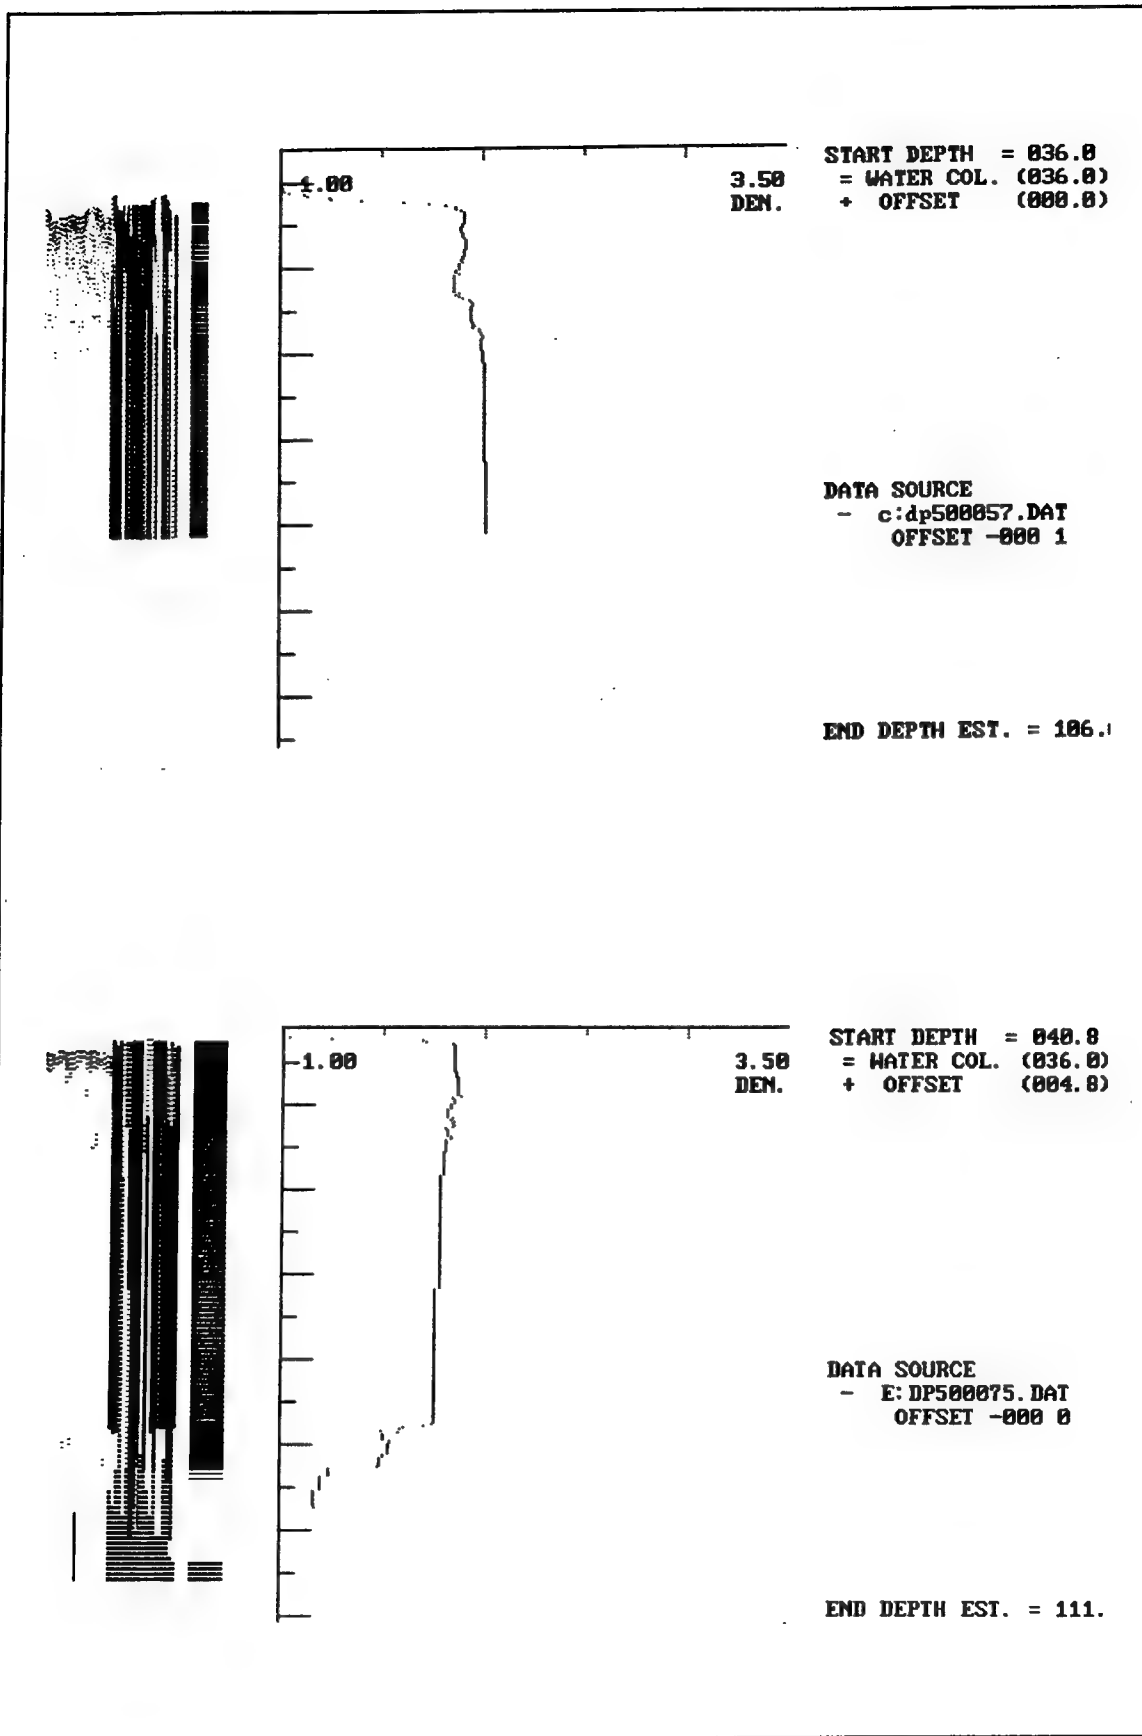 1.00
3.50
DEN.
START DEPTH = 036.0
= WATER COL. (036.0)
+ OFFSET (000.0)
DATA SOURCE
- c:dp500057.DAT
OFFSET -000 1
END DEPTH EST. = 106.
1.00
3.50
DEN.
START DEPTH = 040.8
= WATER COL. (036.0)
+ OFFSET (004.8)
DATA SOURCE
- E:DP500075.DAT
OFFSET -000 0
END DEPTH EST. = 111.